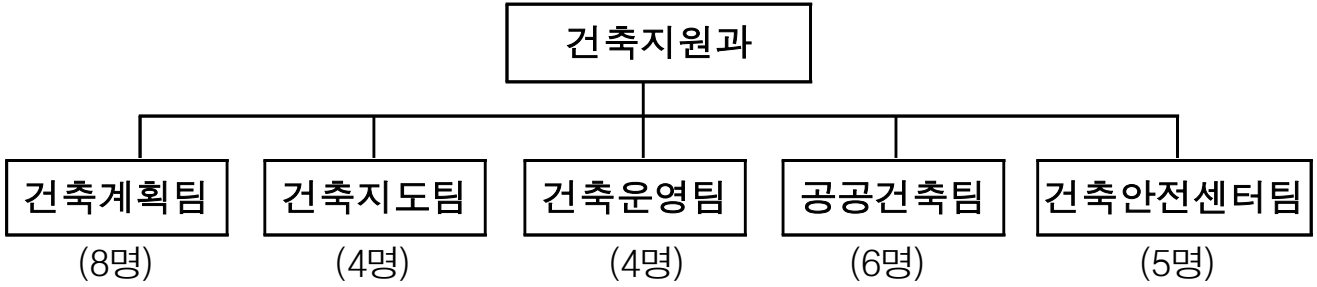 건축지원과
건축계획팀 건축지도팀 건축운영팀 공공건축팀 건축안전센터팀
(8명) (4명) (4명) (6명) (5명)